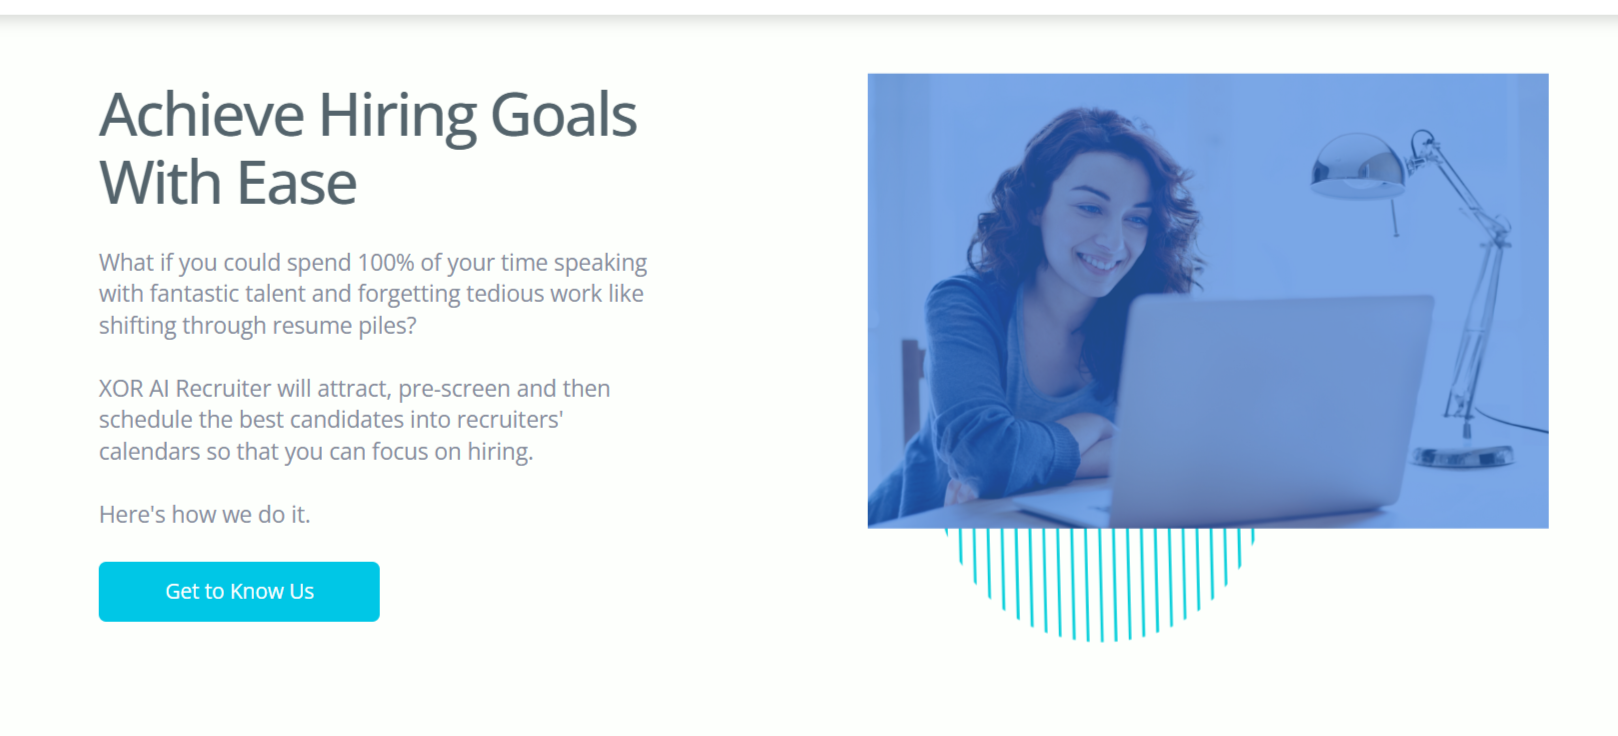 Achieve Hiring Goals
With Ease
What if you could spend 100% of your time speaking
with fantastic talent and forgetting tedious work like
shifting through resume piles?
XOR AI Recruiter will attract, pre-screen and then
schedule the best candidates into recruiters'
calendars so that you can focus on hiring.
Here's how we do it.
Get to Know Us